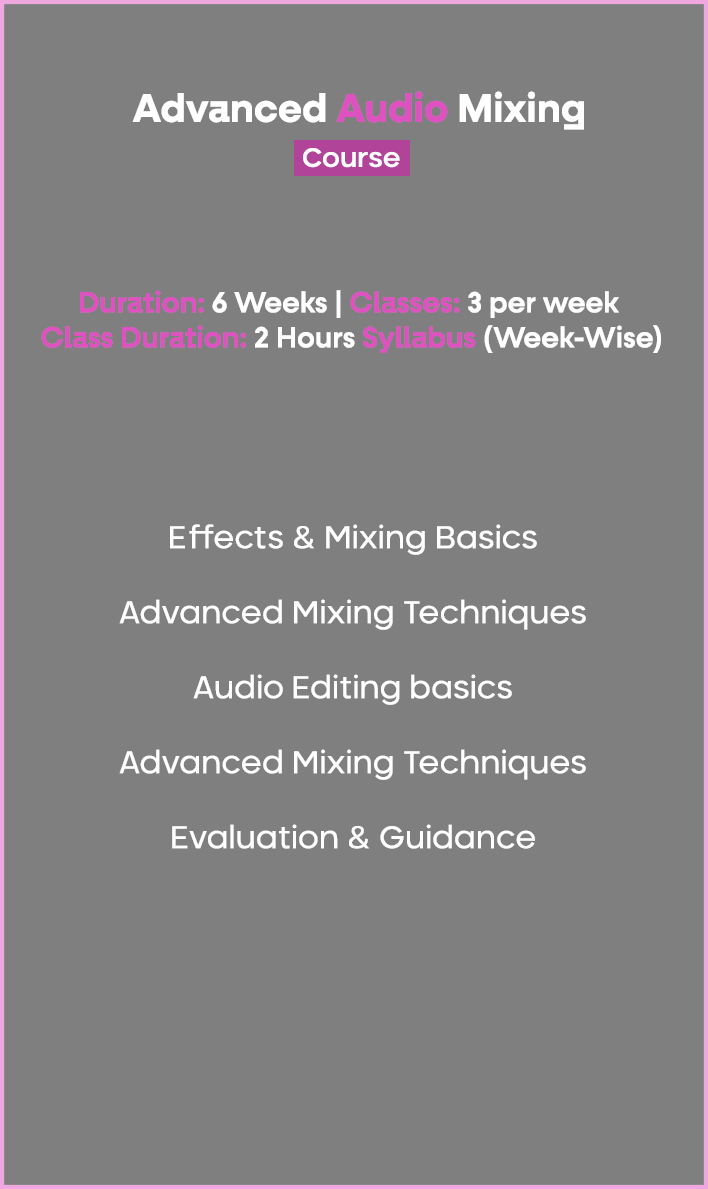 Advanced Audio Mixing
Course
Duration: 6 Weeks | Classes: 3 per week
Class Duration: 2 Hours Syllabus (Week-Wise)
Effects & Mixing Basics
Advanced Mixing Techniques
Audio Editing basics
Advanced Mixing Techniques
Evaluation & Guidance